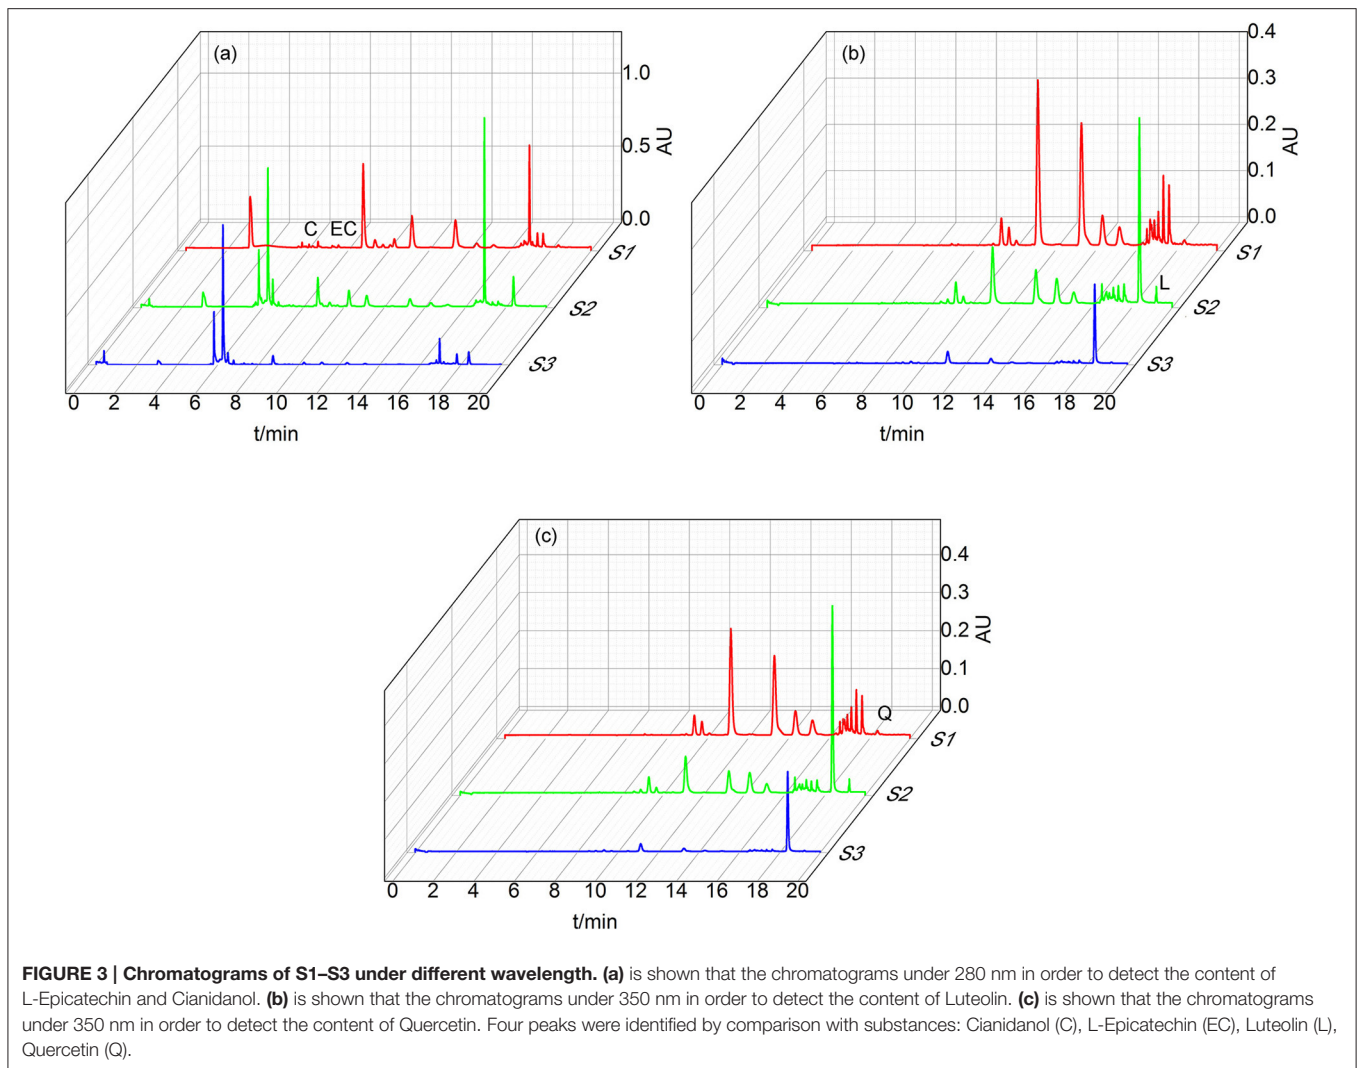 (a)
1.0
0.5
0.0
AU
C EC
S1
S2
S3
0 2 4 6 8 10 12 14 16 18 20
t/min
(b)
0.4
0.3
0.2
0.1
0.0
AU
L
S1
S2
S3
0 2 4 6 8 10 12 14 16 18 20
t/min
(c)
0.4
0.3
0.2
0.1
0.0
AU
Q
S1
S2
S3
0 2 4 6 8 10 12 14 16 18 20
t/min
FIGURE 3 | Chromatograms of S1–S3 under different wavelength. (a) is shown that the chromatograms under 280 nm in order to detect the content of
L-Epicatechin and Cianidanol. (b) is shown that the chromatograms under 350 nm in order to detect the content of Luteolin. (c) is shown that the chromatograms
under 350 nm in order to detect the content of Quercetin. Four peaks were identified by comparison with substances: Cianidanol (C), L-Epicatechin (EC), Luteolin (L),
Quercetin (Q).